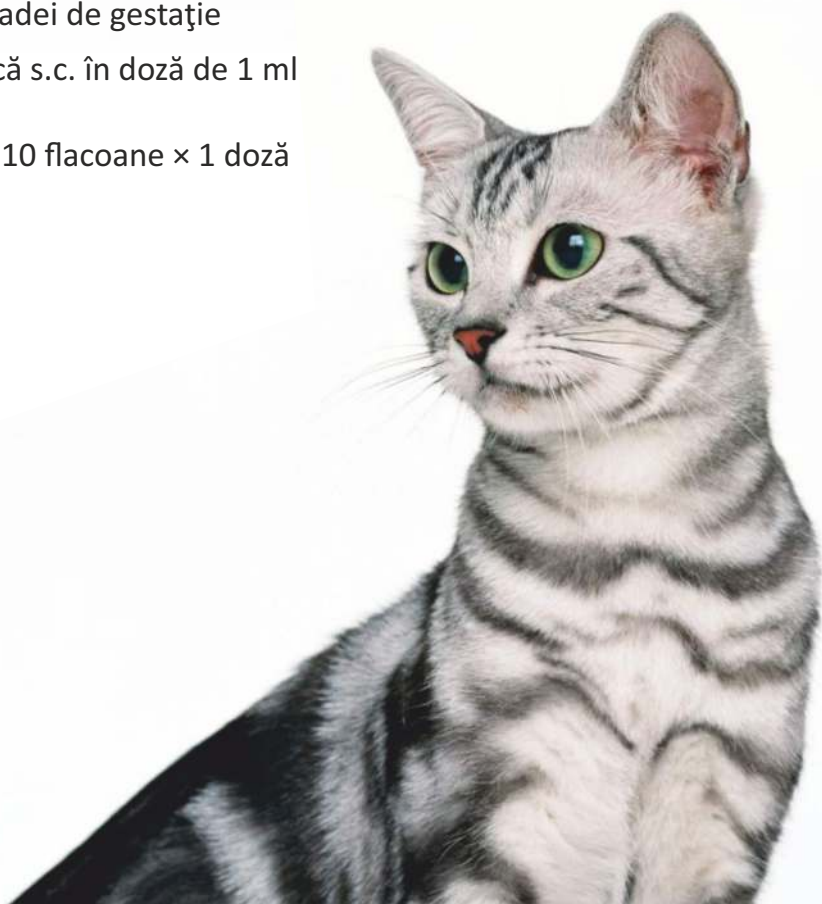 adei de gestaţie
că s.c. în doză de 1 ml
10 flacoane × 1 doză